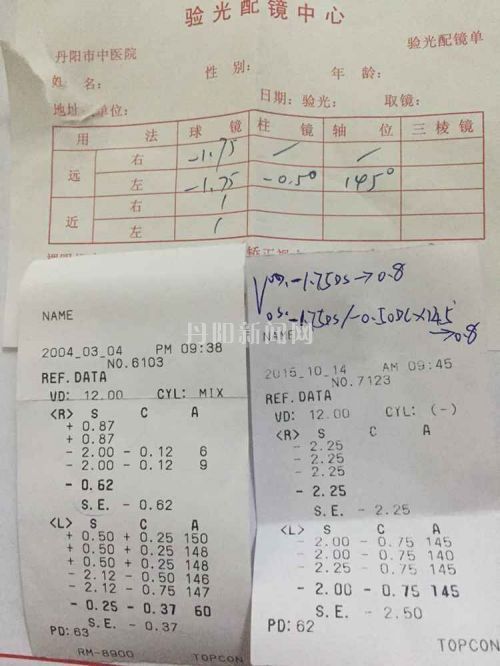 验光配镜中心
丹阳市中医院 验光配镜单
姓 名: 性 别: 年 龄:
地址: 单位: 日期: 验光: 取镜:
用 法 球 镜 柱 镜 轴 位 三棱镜
远 右 -1.75 / /
左 -1.75 -0.50 145°
近 右 /
左 /
VOD: -1.75DS→0.8
OS: -1.75DS/-0.50DC×145
→0.8
丹阳新闻网
NAME
2004_03_04 PM 09:38
NO.6103
REF.DATA
VD: 12.00 CYL: MIX
<R> S C A
+ 0.87
+ 0.87
- 2.00 - 0.12 6
- 2.00 - 0.12 9
- 0.62
S.E. - 0.62
<L> S C A
+ 0.50 + 0.25 150
+ 0.50 + 0.25 148
+ 0.50 + 0.25 148
- 2.12 - 0.50 146
- 2.12 - 0.75 147
- 0.25 - 0.37 60
S.E. - 0.37
PD: 63
RM-8900 TOPCON
NAME
2015_10_14 AM 09:45
NO.7123
REF.DATA
VD: 12.00 CYL: (-)
<R> S C A
- 2.25
- 2.25
- 2.25
- 2.25
S.E. - 2.25
<L> S C A
- 2.00 - 0.75 145
- 2.00 - 0.75 140
- 2.00 - 0.75 145
- 2.00 - 0.75 145
S.E. - 2.50
PD: 62
TOPCON